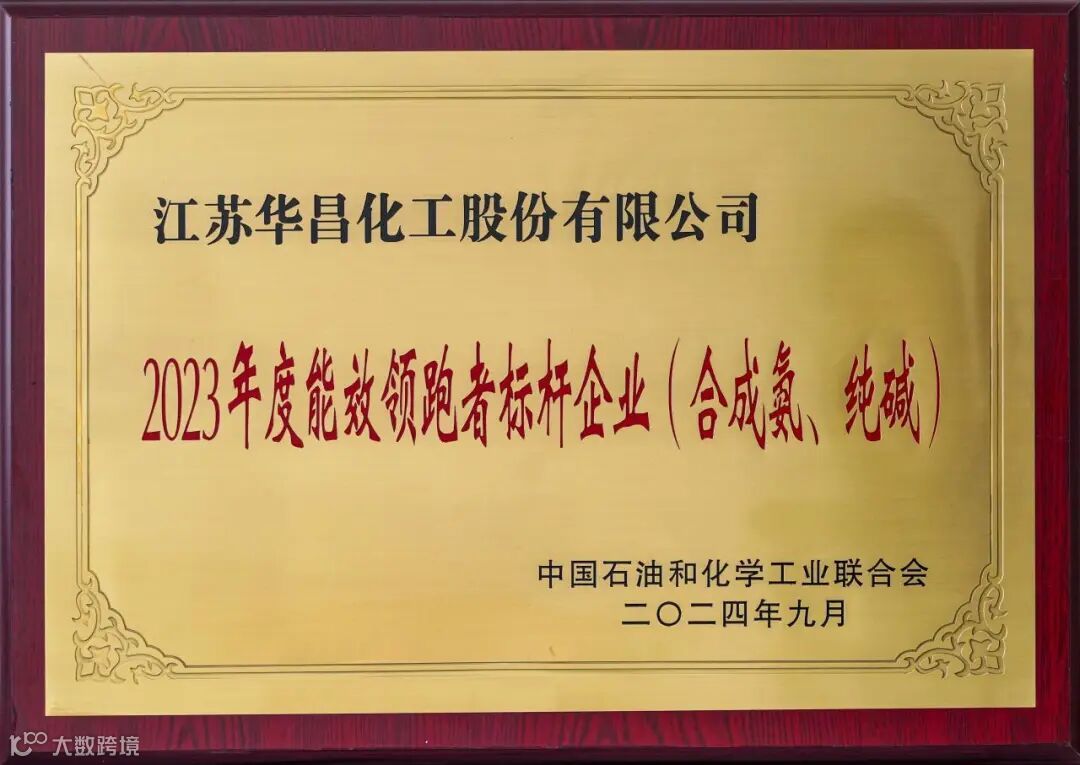 江苏华昌化工股份有限公司
2023年度能效领跑者标杆企业（合成氨、纯碱）
中国石油和化学工业联合会
二〇二四年九月
大数跨境